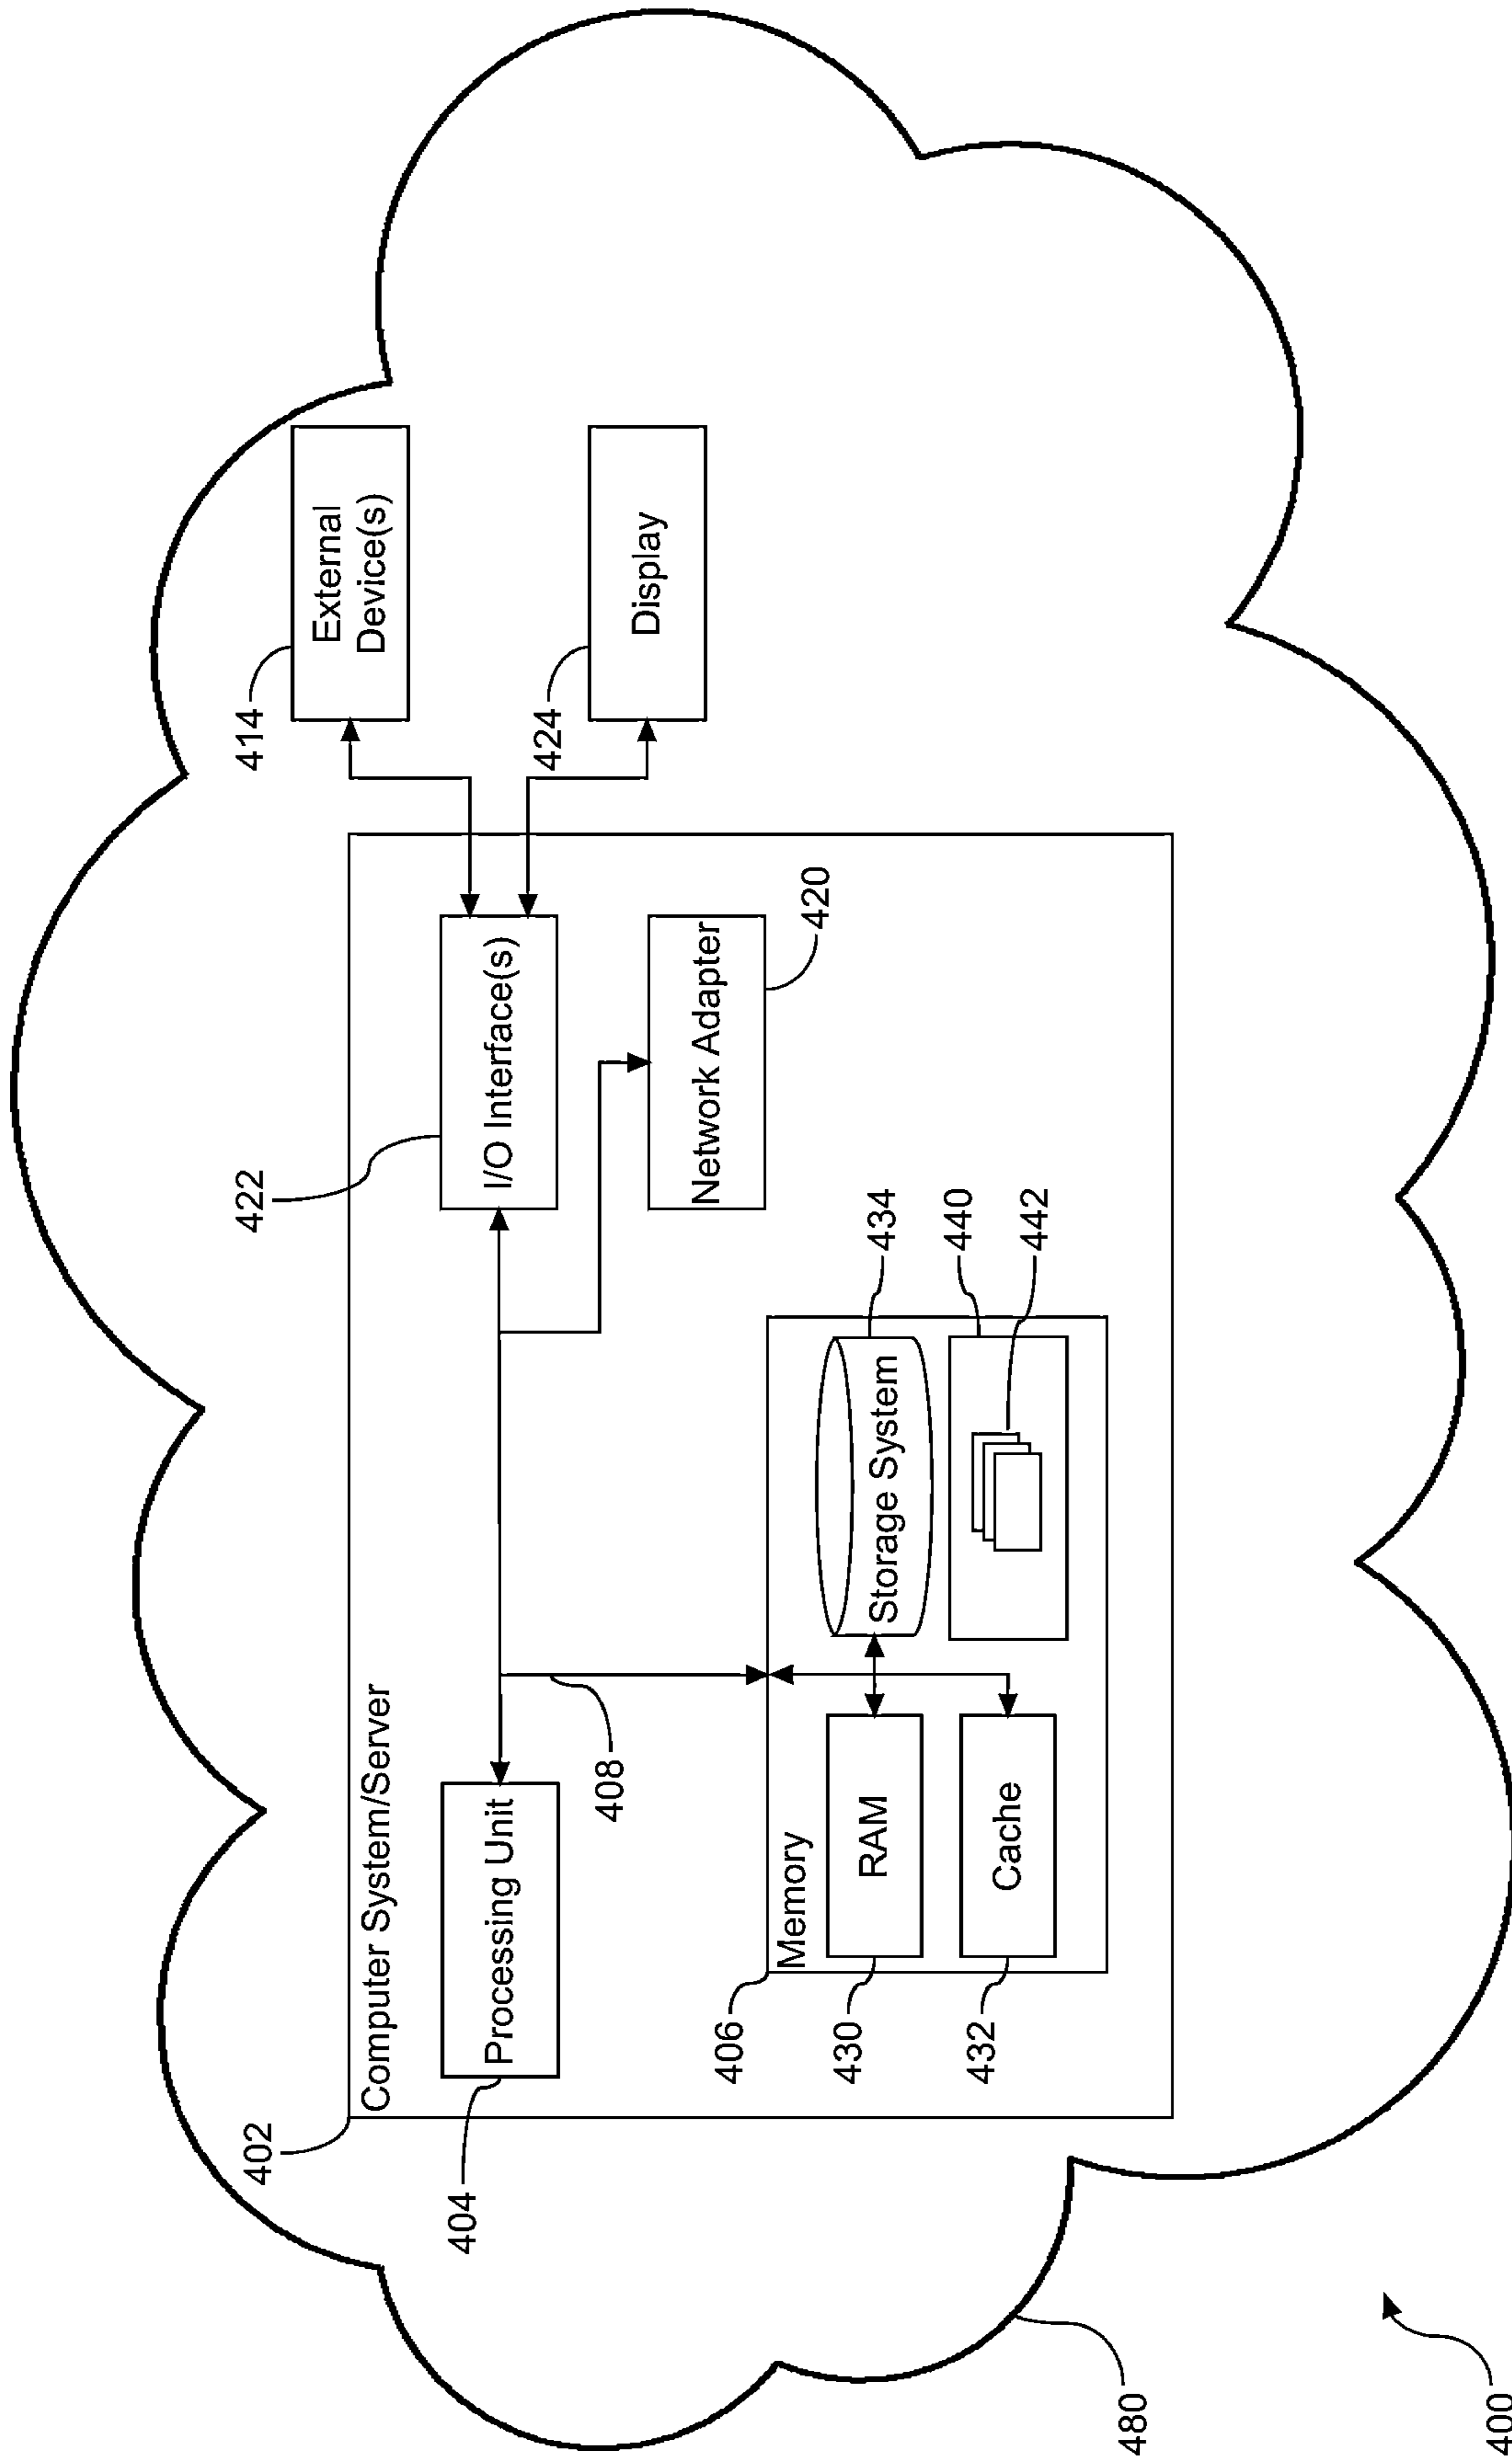 402
Computer System/Server
404
Processing Unit
422
I/O Interface(s)
414
External
Device(s)
424
Display
408
Network Adapter
420
406
Memory
430
RAM
432
Cache
Storage System
434
440
442
480
400